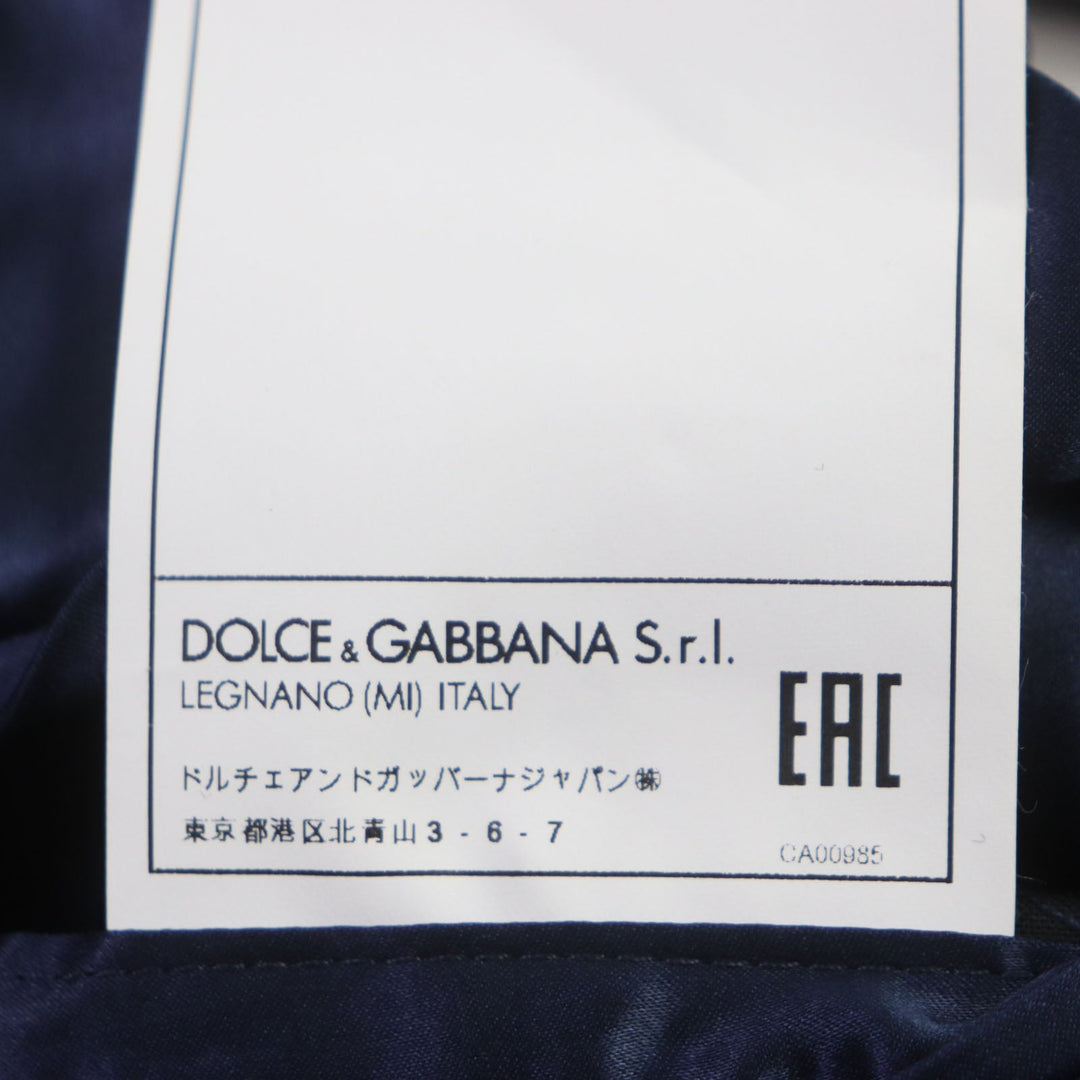 DOLCE & GABBANA S.r.l.
LEGNANO (MI) ITALY
EAC
ドルチェアンドガッバーナジャパン㈱
東京都港区北青山3-6-7
CA00985